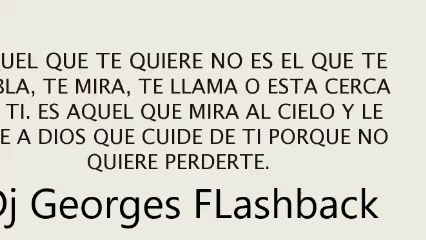 UEL QUE TE QUIERE NO ES EL QUE TE
BLA, TE MIRA, TE LLAMA O ESTA CERCA
TI. ES AQUEL QUE MIRA AL CIELO Y LE
E A DIOS QUE CUIDE DE TI PORQUE NO
QUIERE PERDERTE.
Dj Georges FLashback